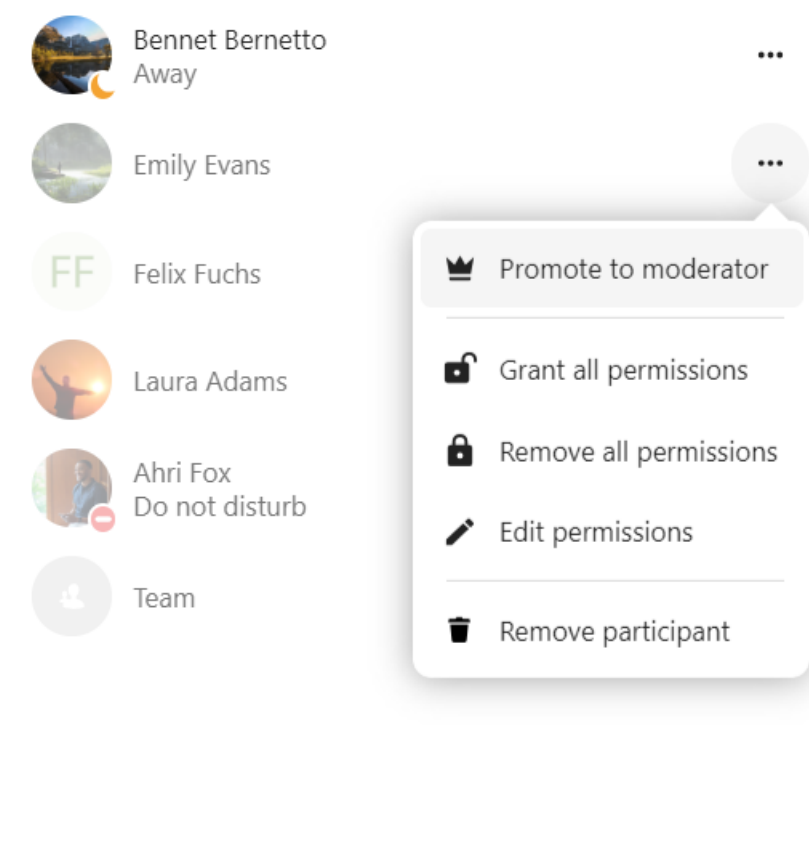 Bennet Bernetto
Away
Emily Evans
FF
Felix Fuchs
Laura Adams
Ahri Fox
Do not disturb
Team
Promote to moderator
Grant all permissions
Remove all permissions
Edit permissions
Remove participant